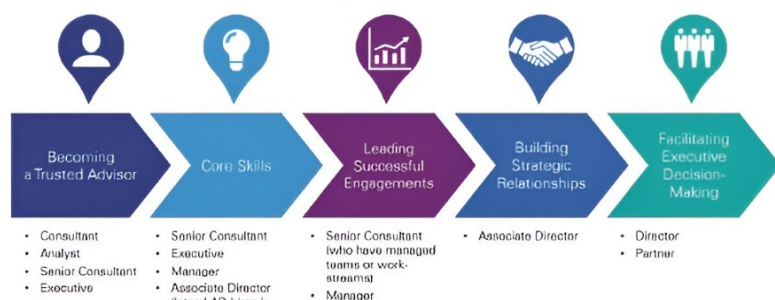 Becoming
a Trusted Advisor
Core Skills
Leading
Successful
Engagements
Building
Strategic
Relationships
Facilitating
Executive
Decision-
Making
• Consultant
• Analyst
• Senior Consultant
• Executive
• Senior Consultant
• Executive
• Manager
• Associate Director
• Senior Consultant
(who have managed
teams or work-
streams)
• Manager
• Associate Director
• Director
• Partner